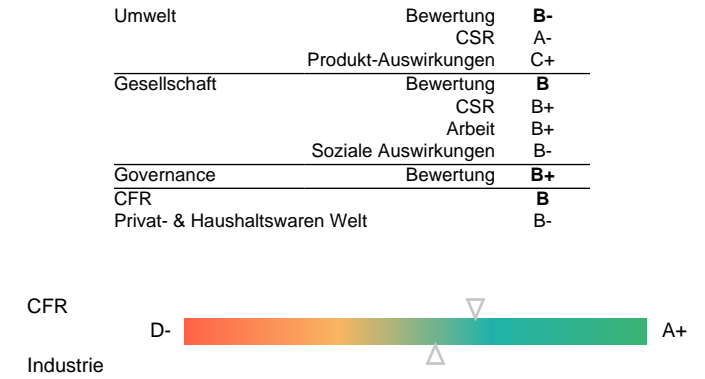 Umwelt Bewertung B-
CSR A-
Produkt-Auswirkungen C+
Gesellschaft Bewertung B
CSR B+
Arbeit B+
Soziale Auswirkungen B-
Governance Bewertung B+
CFR B
Privat- & Haushaltswaren Welt B-
CFR
D- A+
Industrie